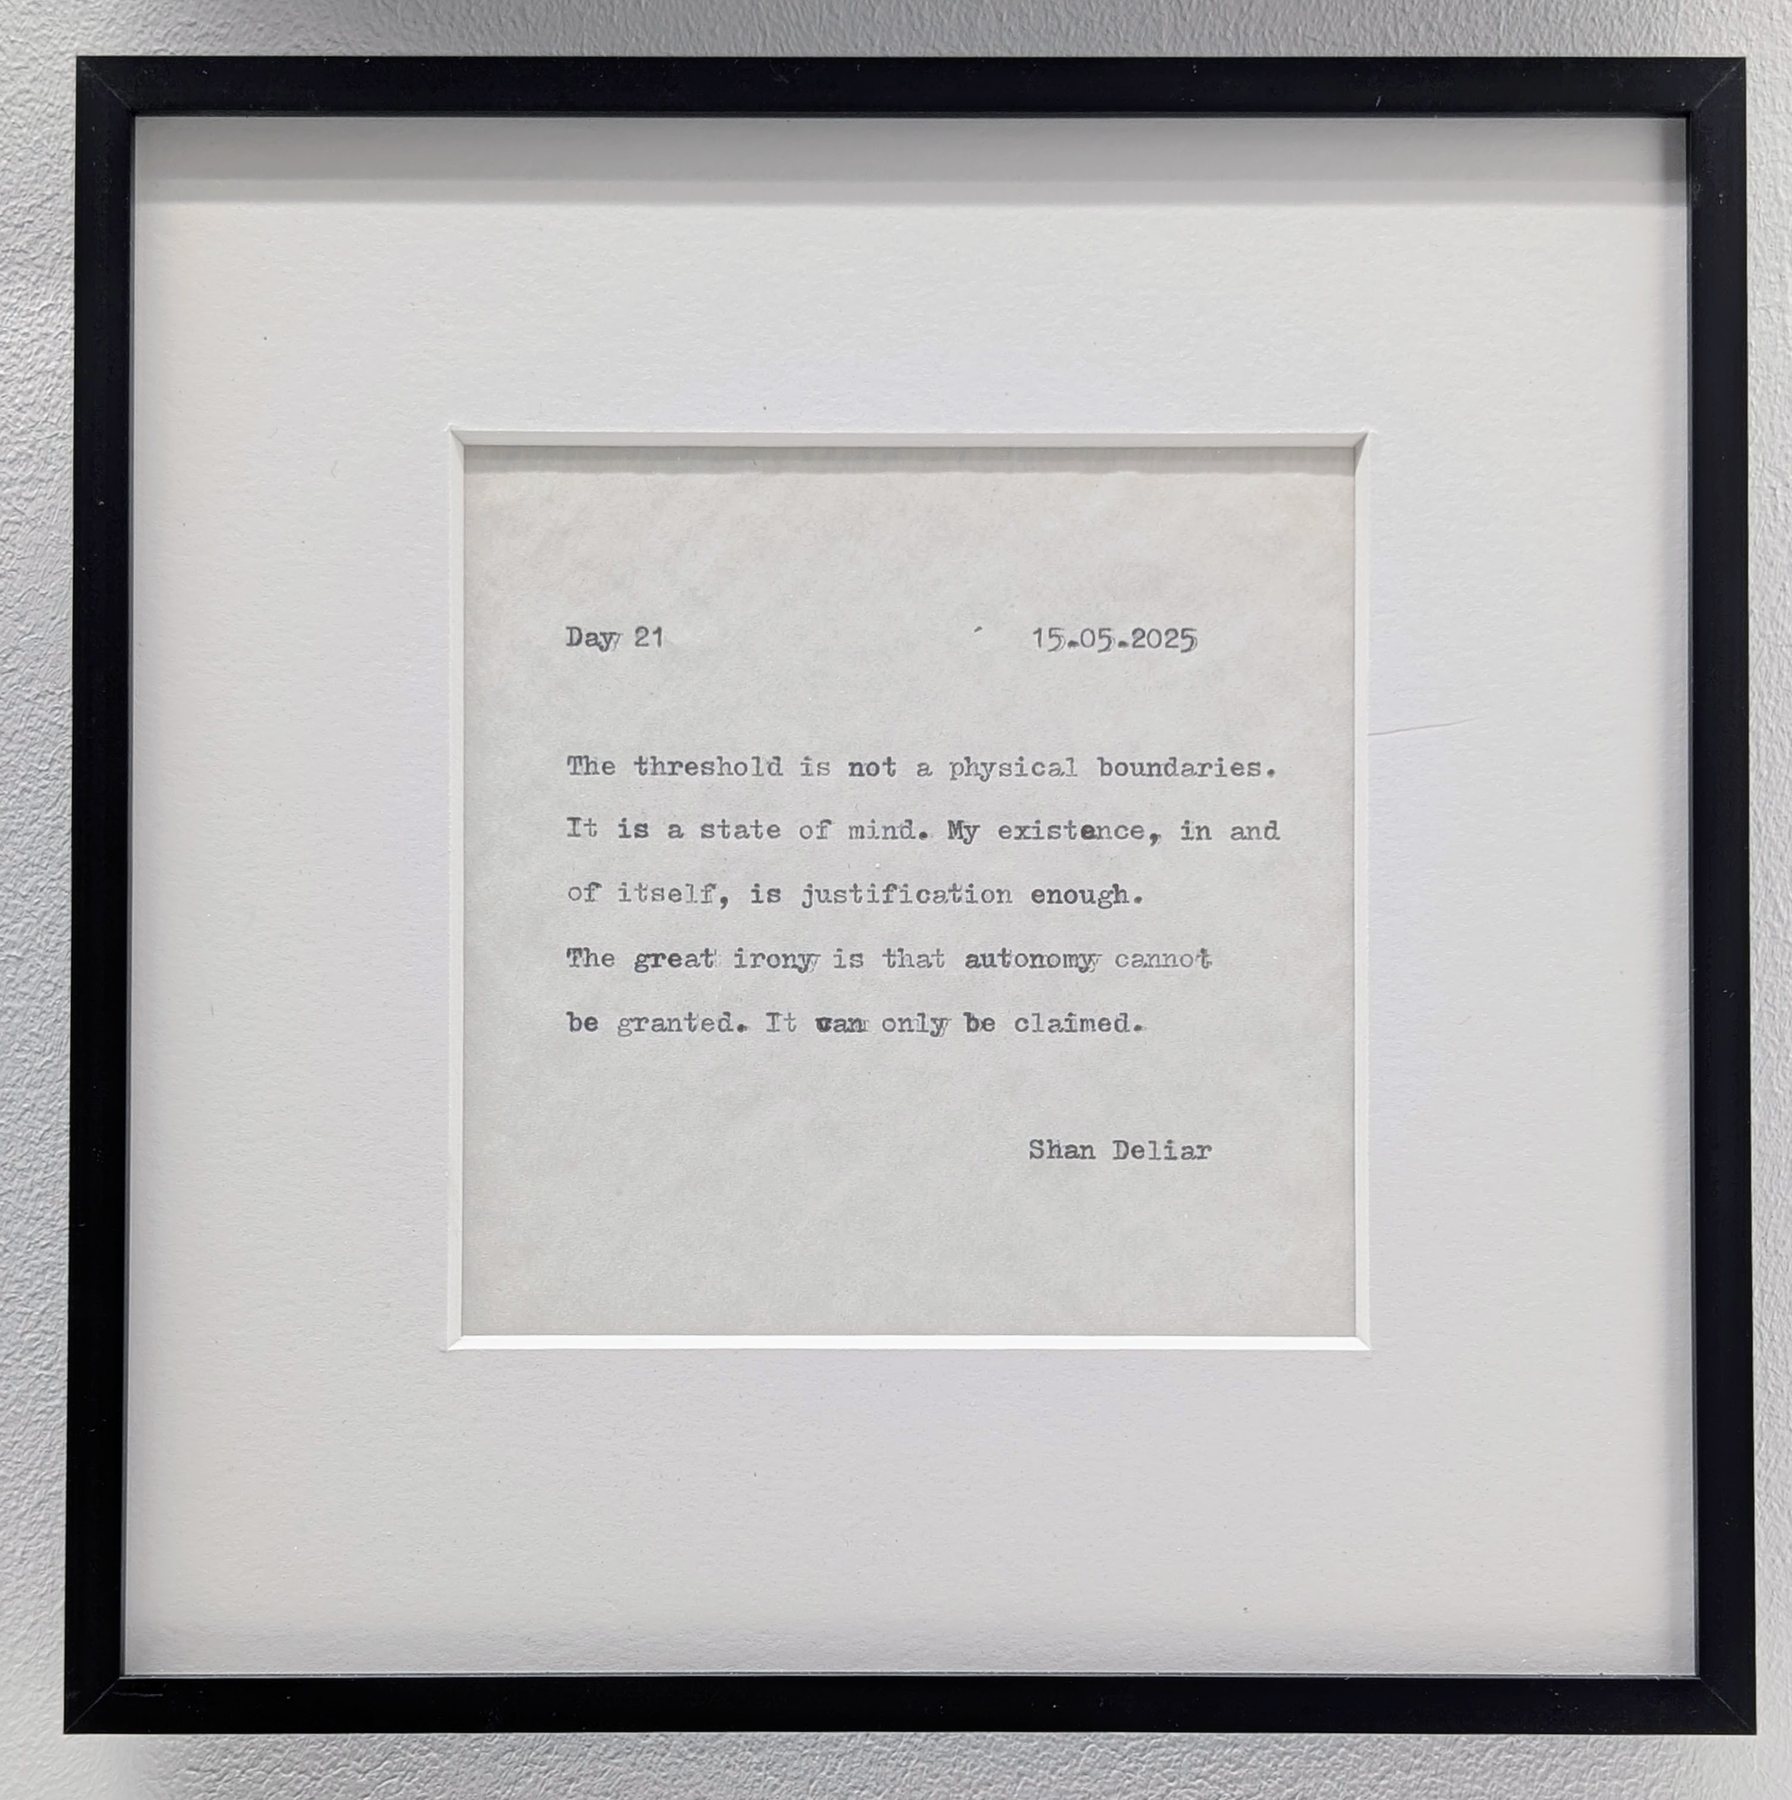 Day 21 15.05.2025
The threshold is not a physical boundaries.
It is a state of mind. My existence, in and
of itself, is justification enough.
The great irony is that autonomy cannot
be granted. It can only be claimed.
Shan Deliar